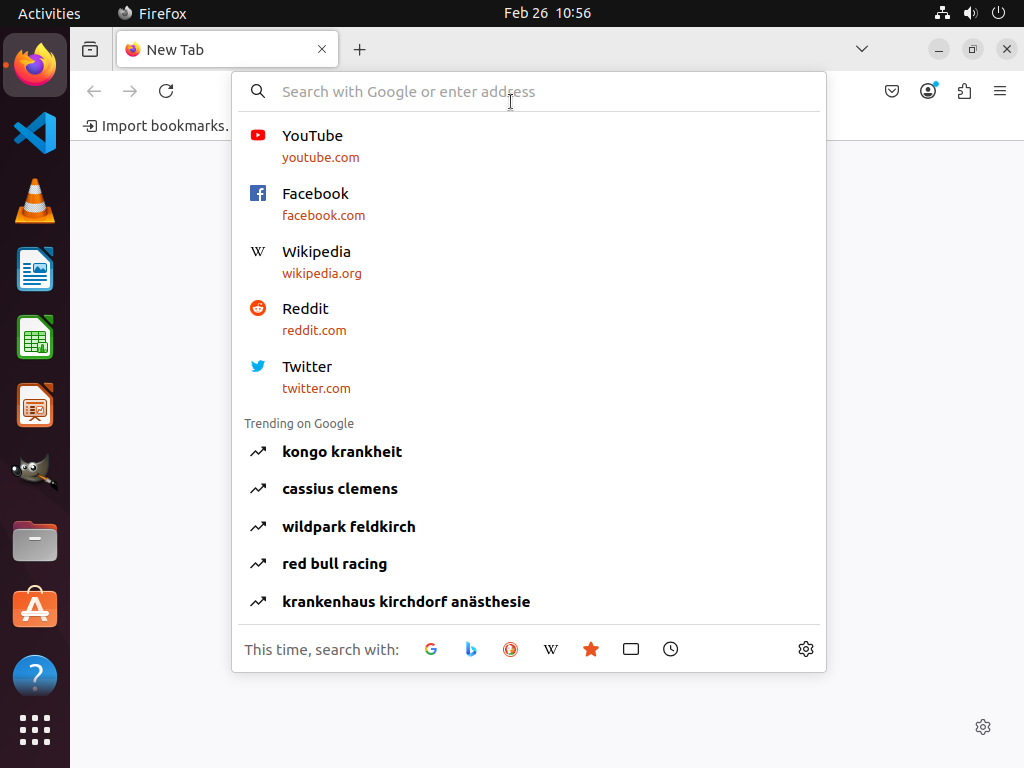 Activities
Firefox
Feb 26 10:56
New Tab
Search with Google or enter address
Import bookmarks.
YouTube
youtube.com
Facebook
facebook.com
Wikipedia
wikipedia.org
Reddit
reddit.com
Twitter
twitter.com
Trending on Google
kongo krankheit
cassius clemens
wildpark feldkirch
red bull racing
krankenhaus kirchdorf anästhesie
This time, search with: